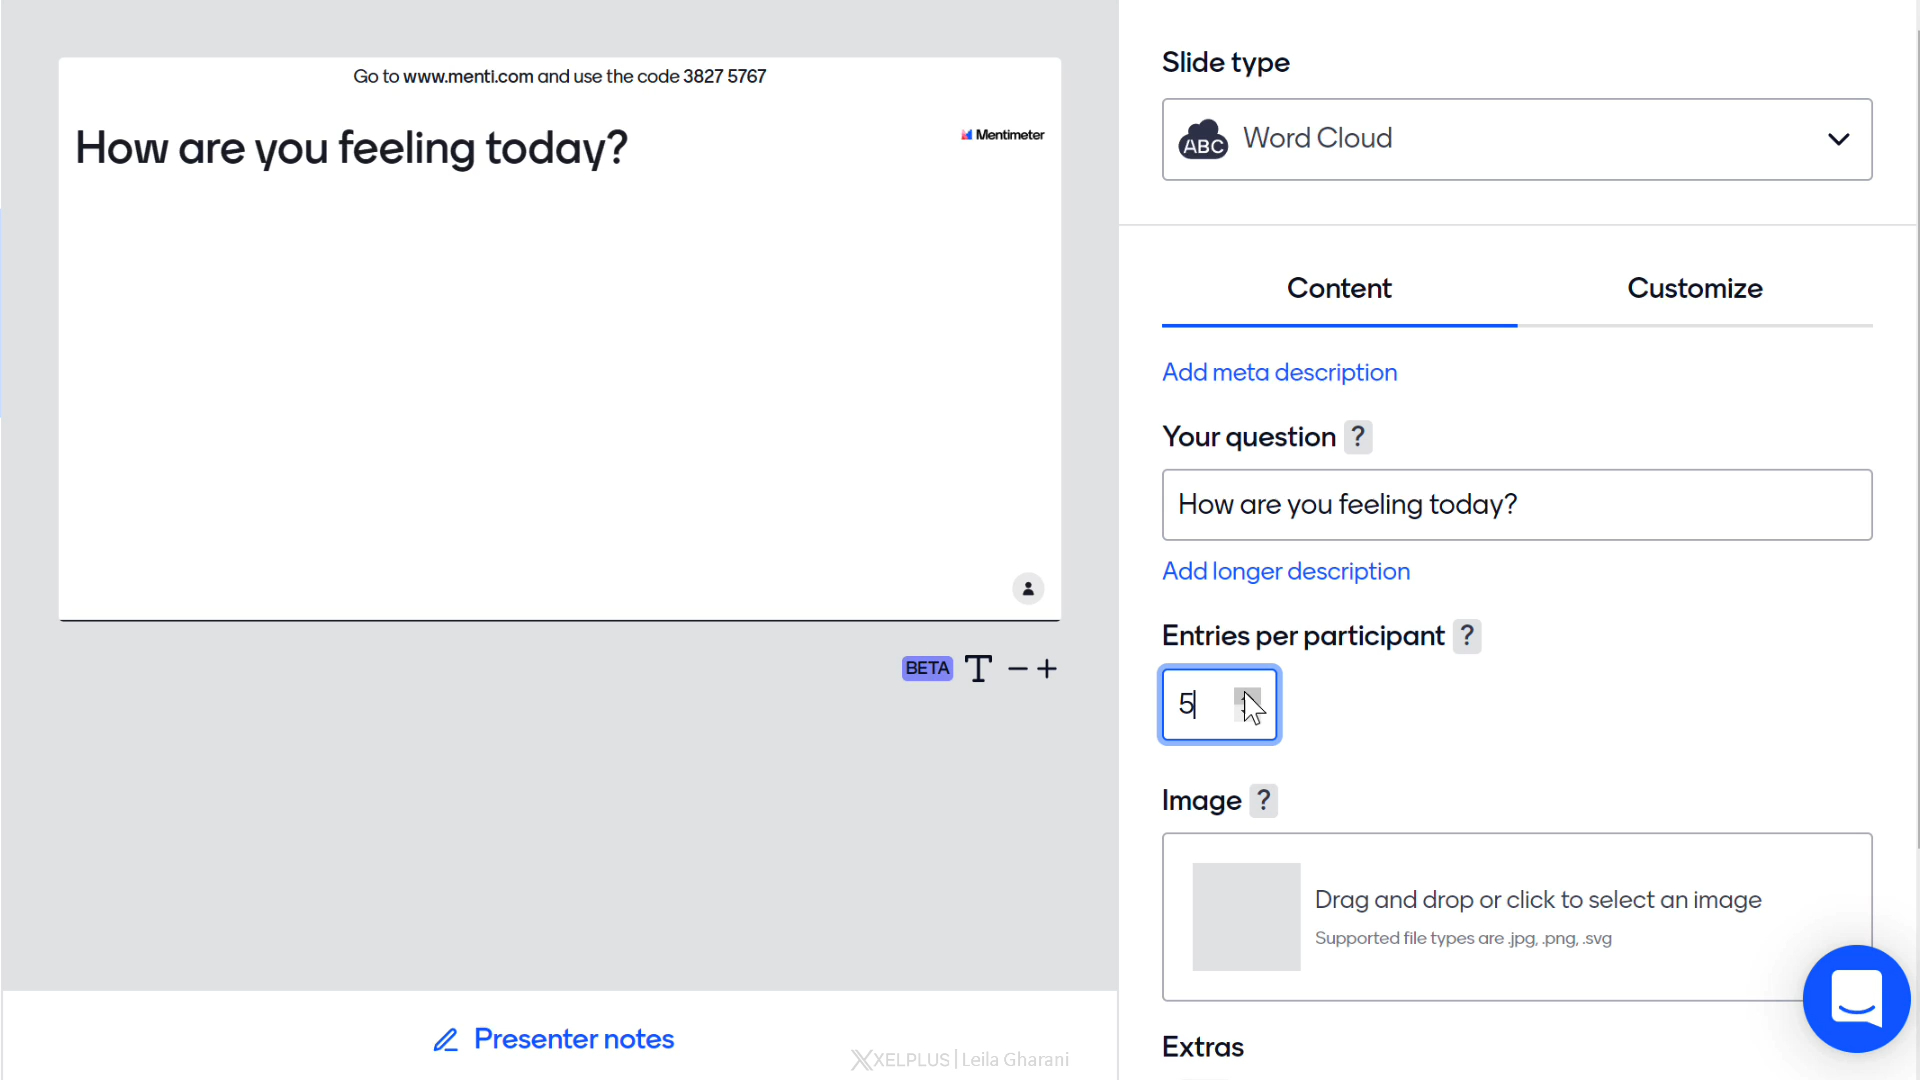 Go to www.menti.com and use the code 3827 5767
How are you feeling today?
Mentimeter
BETA
Presenter notes
XELPLUS | Leila Gharani
Slide type
ABC Word Cloud
Content Customize
Add meta description
Your question ?
How are you feeling today?
Add longer description
Entries per participant ?
5
Image ?
Drag and drop or click to select an image
Supported file types are .jpg, .png, .svg
Extras